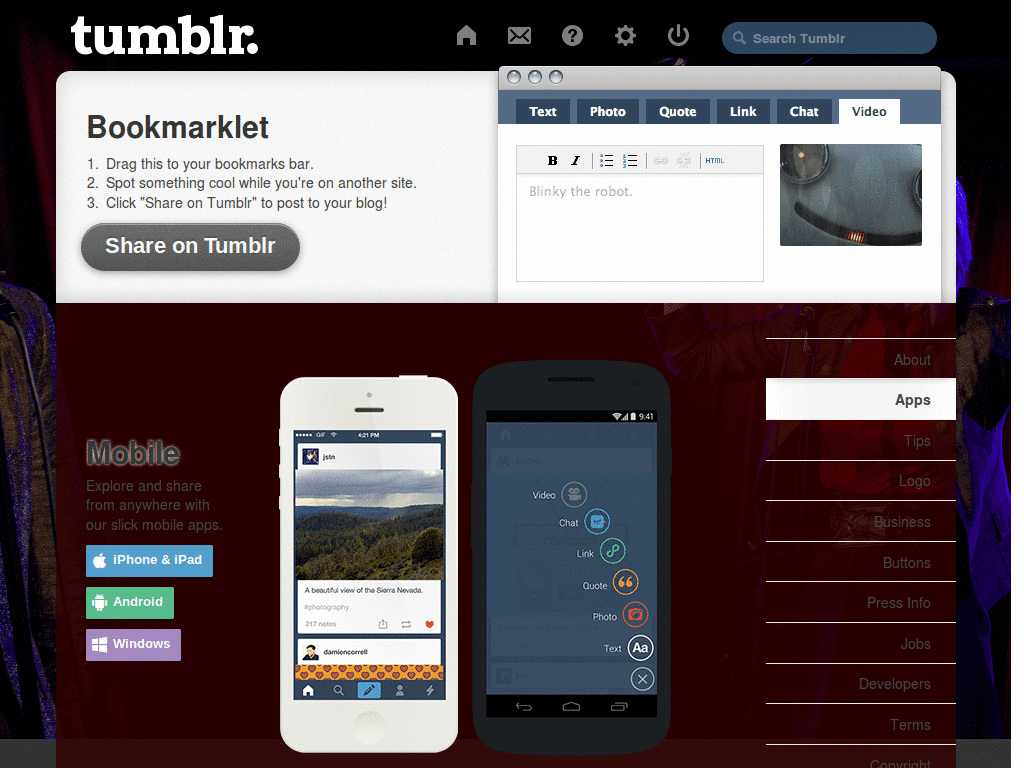 tumblr.
Search Tumblr
Bookmarklet
1. Drag this to your bookmarks bar.
2. Spot something cool while you're on another site.
3. Click "Share on Tumblr" to post to your blog!
Share on Tumblr
Text Photo Quote Link Chat Video
B I HTML
Blinky the robot.
About
Apps
Tips
Logo
Business
Buttons
Press Info
Jobs
Developers
Terms
Copyright
Mobile
Explore and share
from anywhere with
our slick mobile apps.
iPhone & iPad
Android
Windows
GIF 4:21 PM
jstn
A beautiful view of the Sierra Nevada.
#photography
217 notes
damiencorrell
9:41
Video
Chat
Link
Quote
Photo
Text Aa